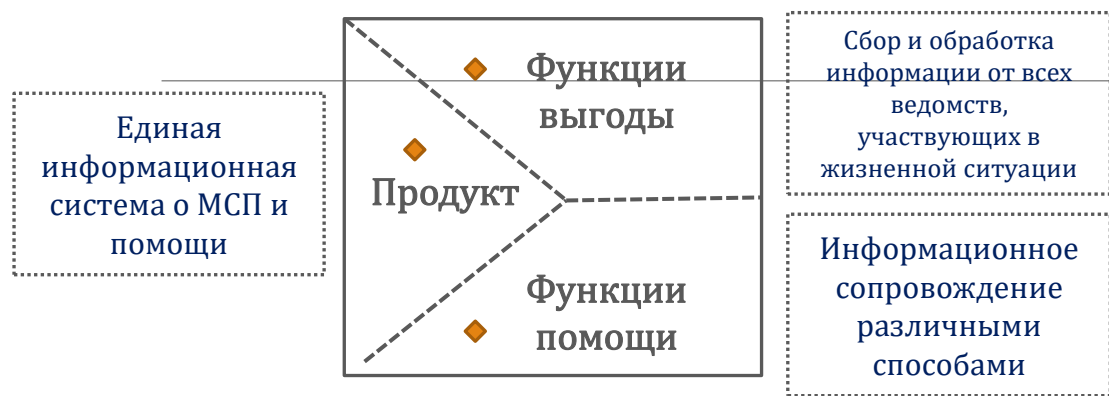 Единая
информационная
система о МСП и
помощи
Функции
выгоды
Продукт
Функции
помощи
Сбор и обработка
информации от всех
ведомств,
участвующих в
жизненной ситуации
Информационное
сопровождение
различными
способами